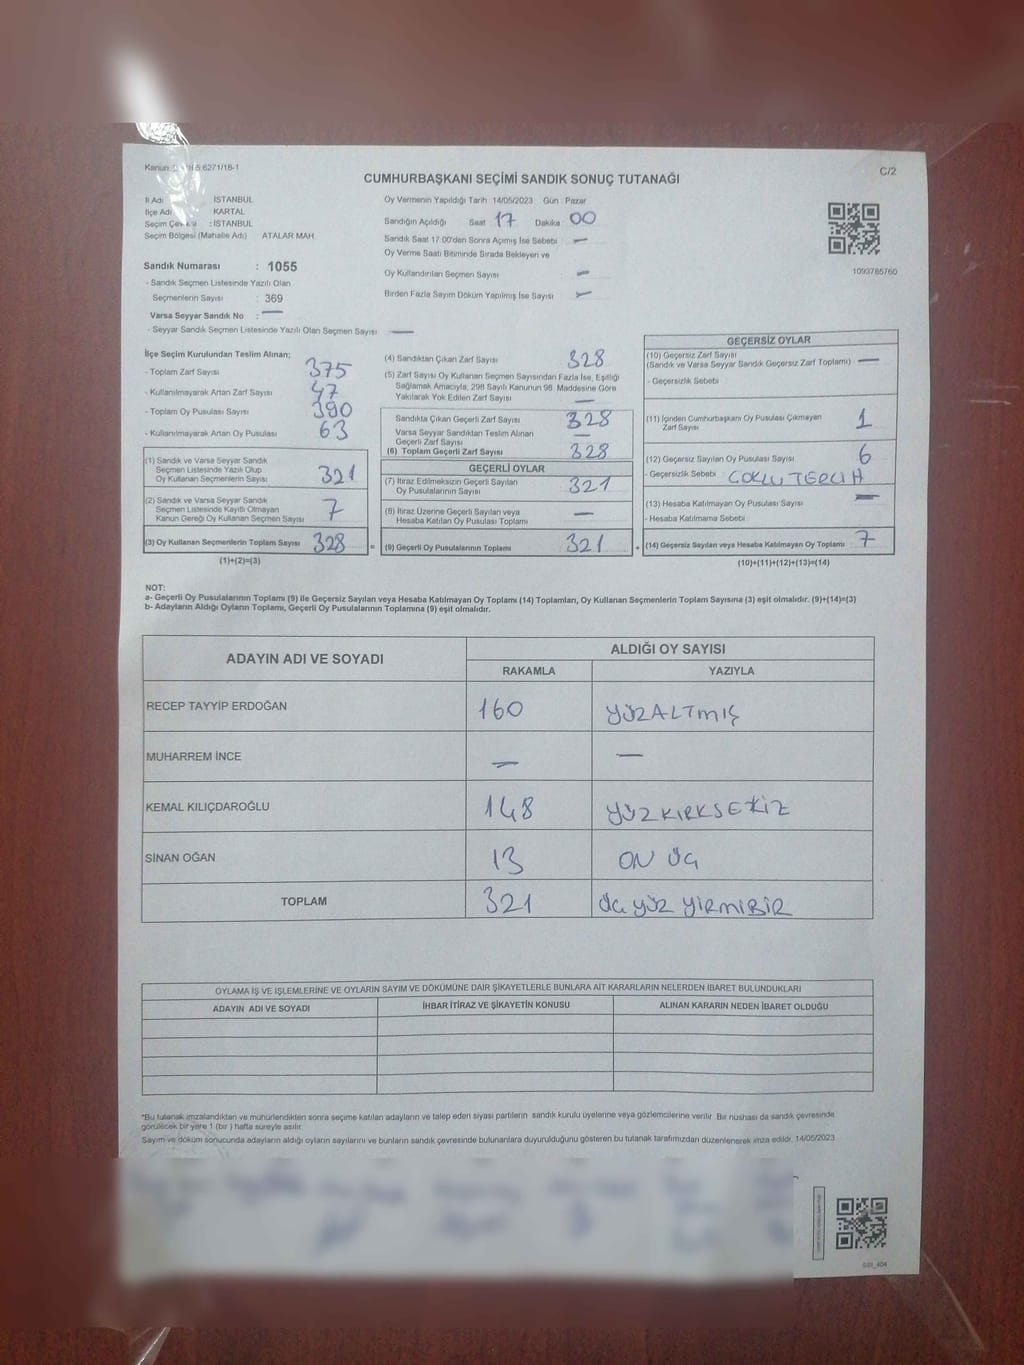 6271/18-1
C/2
CUMHURBAŞKANI SEÇİMİ SANDIK SONUÇ TUTANAĞI
İl Adı İSTANBUL
İlçe Adı KARTAL
Seçim : İSTANBUL
Seçim Bölgesi (Mahalle Adı) ATALAR MAH.
Sandık Numarası : 1055
- Sandık Seçmen Listesinde Yazılı Olan
Seçmenlerin Sayısı : 369
Varsa Seyyar Sandık No : —
- Seyyar Sandık Seçmen Listesinde Yazılı Olan Seçmen Sayısı —
Oy Vermenin Yapıldığı Tarih 14/05/2023 Gün Pazar
Sandığın Açıldığı Saat 17 Dakika 00
Sandık Saat 17:00'den Sonra Açımış İse Sebebi —
Oy Verme Saati Bitiminde Sırada Bekleyen ve
Oy Kullandırılan Seçmen Sayısı —
Birden Fazla Sayım Döküm Yapılmış İse Sayısı —
1093785760
İlçe Seçim Kurulundan Teslim Alınan;
- Toplam Zarf Sayısı 375
- Kullanılmayarak Artan Zarf Sayısı 47
- Toplam Oy Pusulası Sayısı 390
- Kullanılmayarak Artan Oy Pusulası 63
(1) Sandık ve Varsa Seyyar Sandık
Seçmen Listesinde Yazılı Olup
Oy Kullanan Seçmenlerin Sayısı 321
(2) Sandık ve Varsa Seyyar Sandık
Seçmen Listesinde Kayıtlı Olmayan
Kanun Gereği Oy Kullanan Seçmen Sayısı 7
(3) Oy Kullanan Seçmenlerin Toplam Sayısı 328 =
(1)+(2)=(3)
(4) Sandıktan Çıkan Zarf Sayısı 328
(5) Zarf Sayısı Oy Kullanan Seçmen Sayısından Fazla İse, Eşitliği
Sağlamak Amacıyla, 298 Sayılı Kanunun 98. Maddesine Göre
Yakılarak Yok Edilen Zarf Sayısı —
Sandıkta Çıkan Geçerli Zarf Sayısı 328
Varsa Seyyar Sandıktan Teslim Alınan
Geçerli Zarf Sayısı —
(6) Toplam Geçerli Zarf Sayısı 328
GEÇERLİ OYLAR
(7) İtiraz Edilmeksizin Geçerli Sayılan
Oy Pusulalarının Sayısı 321
(8) İtiraz Üzerine Geçerli Sayılan veya
Hesaba Katılan Oy Pusulası Toplamı —
(9) Geçerli Oy Pusulalarının Toplamı 321 +
GEÇERSİZ OYLAR
(10) Geçersiz Zarf Sayısı
(Sandık ve Varsa Seyyar Sandık Geçersiz Zarf Toplamı) —
- Geçersizlik Sebebi
(11) İçinden Cumhurbaşkanı Oy Pusulası Çıkmayan
Zarf Sayısı 1
(12) Geçersiz Sayılan Oy Pusulası Sayısı 6
- Geçersizlik Sebebi ÇOKLU TERCİH
(13) Hesaba Katılmayan Oy Pusulası Sayısı —
- Hesaba Katılmama Sebebi
(14) Geçersiz Sayılan veya Hesaba Katılmayan Oy Toplamı 7
(10)+(11)+(12)+(13)=(14)
NOT:
a- Geçerli Oy Pusulalarının Toplamı (9) ile Geçersiz Sayılan veya Hesaba Katılmayan Oy Toplamı (14) Toplamları, Oy Kullanan Seçmenlerin Toplam Sayısına (3) eşit olmalıdır. (9)+(14)=(3)
b- Adayların Aldığı Oyların Toplamı, Geçerli Oy Pusulalarının Toplamına (9) eşit olmalıdır.
ADAYIN ADI VE SOYADI ALDIĞI OY SAYISI
RAKAMLA YAZIYLA
RECEP TAYYİP ERDOĞAN 160 YÜZALTMIŞ
MUHARREM İNCE — —
KEMAL KILIÇDAROĞLU 148 YÜZKIRKSEKİZ
SİNAN OĞAN 13 ON ÜÇ
TOPLAM 321 ÜÇ YÜZ YİRMİBİR
OYLAMA İŞ VE İŞLEMLERİNE VE OYLARIN SAYIM VE DÖKÜMÜNE DAİR ŞİKAYETLERLE BUNLARA AİT KARARLARIN NELERDEN İBARET BULUNDUKLARI
ADAYIN ADI VE SOYADI İHBAR İTİRAZ VE ŞİKAYETİN KONUSU ALINAN KARARIN NEDEN İBARET OLDUĞU
*Bu tutanak imzalandıktan ve mühürlendikten sonra seçime katılan adayların ve talep eden siyasi partilerin sandık kurulu üyelerine veya gözlemcilerine verilir. Bir nüshası da sandık çevresinde
görülecek bir yere 1 (bir) hafta süreyle asılır.
Sayım ve döküm sonucunda adayların aldığı oyların sayılarını ve bunların sandık çevresinde bulunanlara duyurulduğunu gösteren bu tutanak tarafımızdan düzenlenerek imza edildi. 14/05/2023